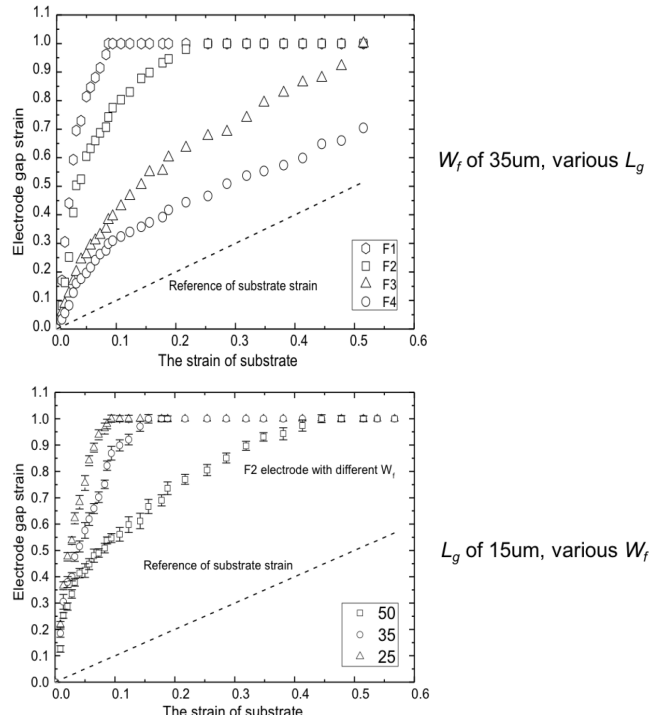 1.1
1.0
0.9
0.8
0.7
0.6
0.5
0.4
0.3
0.2
0.1
0.0
Electrode gap strain
Reference of substrate strain
F1
F2
F3
F4
0.0 0.1 0.2 0.3 0.4 0.5 0.6
The strain of substrate
W_f of 35um, various L_g
1.1
1.0
0.9
0.8
0.7
0.6
0.5
0.4
0.3
0.2
0.1
0.0
Electrode gap strain
F2 electrode with different W_f
Reference of substrate strain
50
35
25
0.0 0.1 0.2 0.3 0.4 0.5 0.6
The strain of substrate
L_g of 15um, various W_f